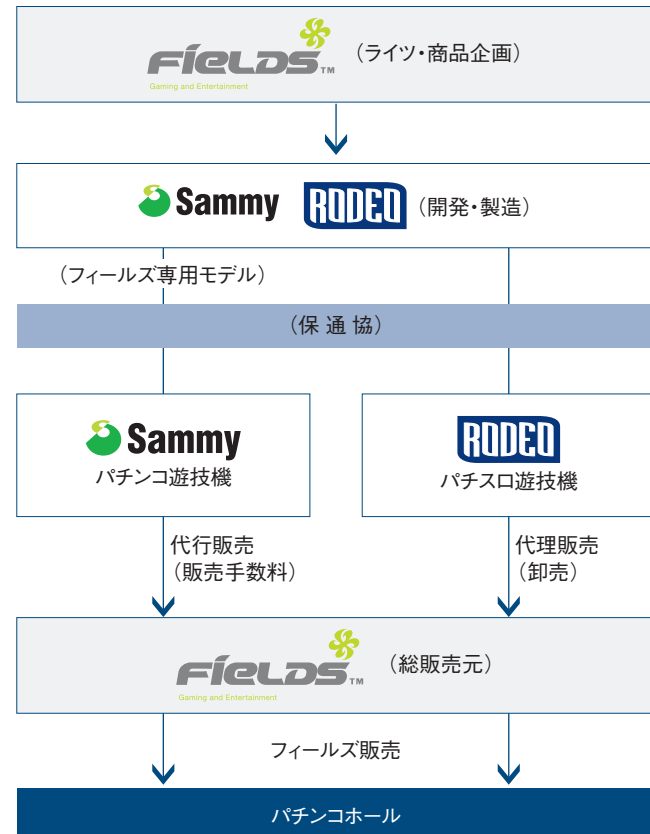 FIELDS™ （ライツ・商品企画）
Gaming and Entertainment
Sammy RODEO （開発・製造）
（フィールズ専用モデル）
（保通協）
Sammy
パチンコ遊技機
RODEO
パチスロ遊技機
代行販売
（販売手数料）
代理販売
（卸売）
FIELDS™ （総販売元）
Gaming and Entertainment
フィールズ販売
パチンコホール